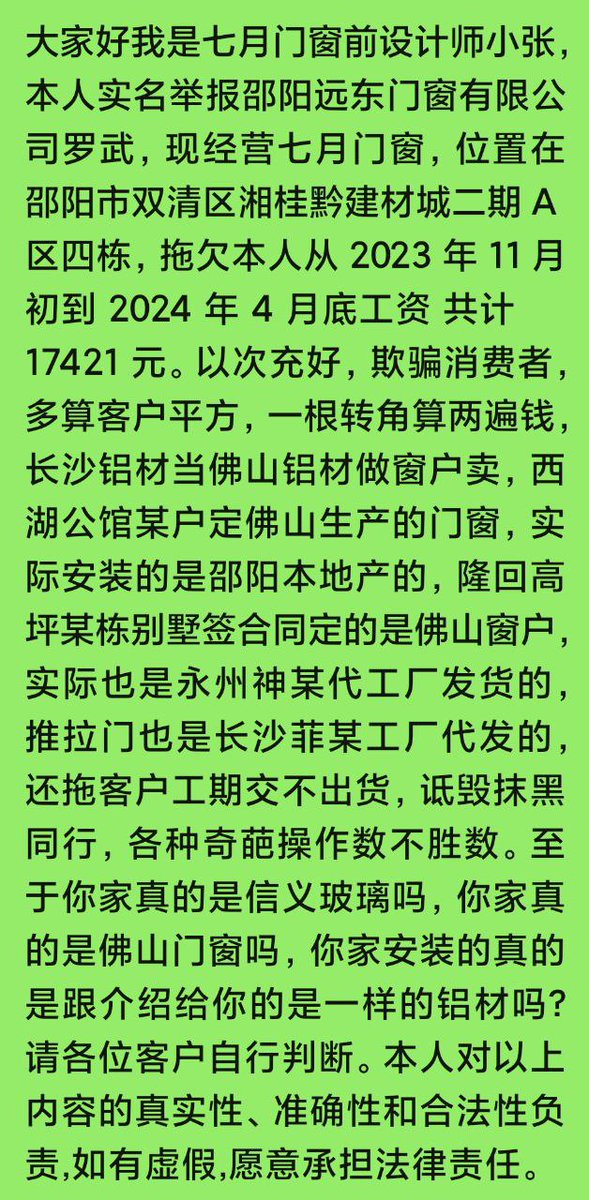 大家好我是七月门窗前设计师小张,
本人实名举报邵阳远东门窗有限公
司罗武，现经营七月门窗，位置在
邵阳市双清区湘桂黔建材城二期 A
区四栋，拖欠本人从 2023 年 11 月
初到 2024 年 4 月底工资 共计
17421 元。以次充好，欺骗消费者，
多算客户平方，一根转角算两遍钱，
长沙铝材当佛山铝材做窗户卖，西
湖公馆某户定佛山生产的门窗，实
际安装的是邵阳本地产的，隆回高
坪某栋别墅签合同定的是佛山窗户，
实际也是永州神某代工厂发货的，
推拉门也是长沙菲某工厂代发的，
还拖客户工期交不出货，诋毁抹黑
同行，各种奇葩操作数不胜数。至
于你家真的是信义玻璃吗，你家真
的是佛山门窗吗，你家安装的真的
是跟介绍给你的是一样的铝材吗?
请各位客户自行判断。本人对以上
内容的真实性、准确性和合法性负
责,如有虚假,愿意承担法律责任。